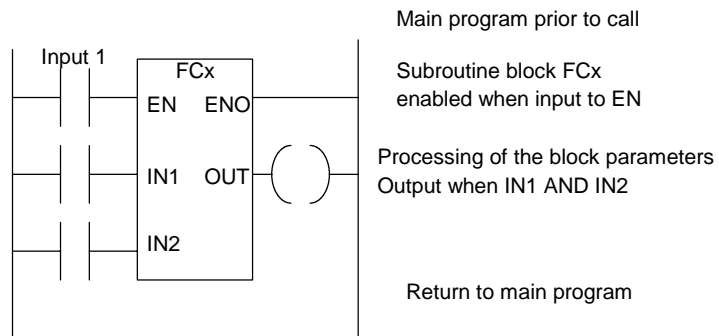 Main program prior to call
Input 1
FCx
Subroutine block FCx
enabled when input to EN
EN ENO
Processing of the block parameters
Output when IN1 AND IN2
IN1 OUT
IN2
Return to main program